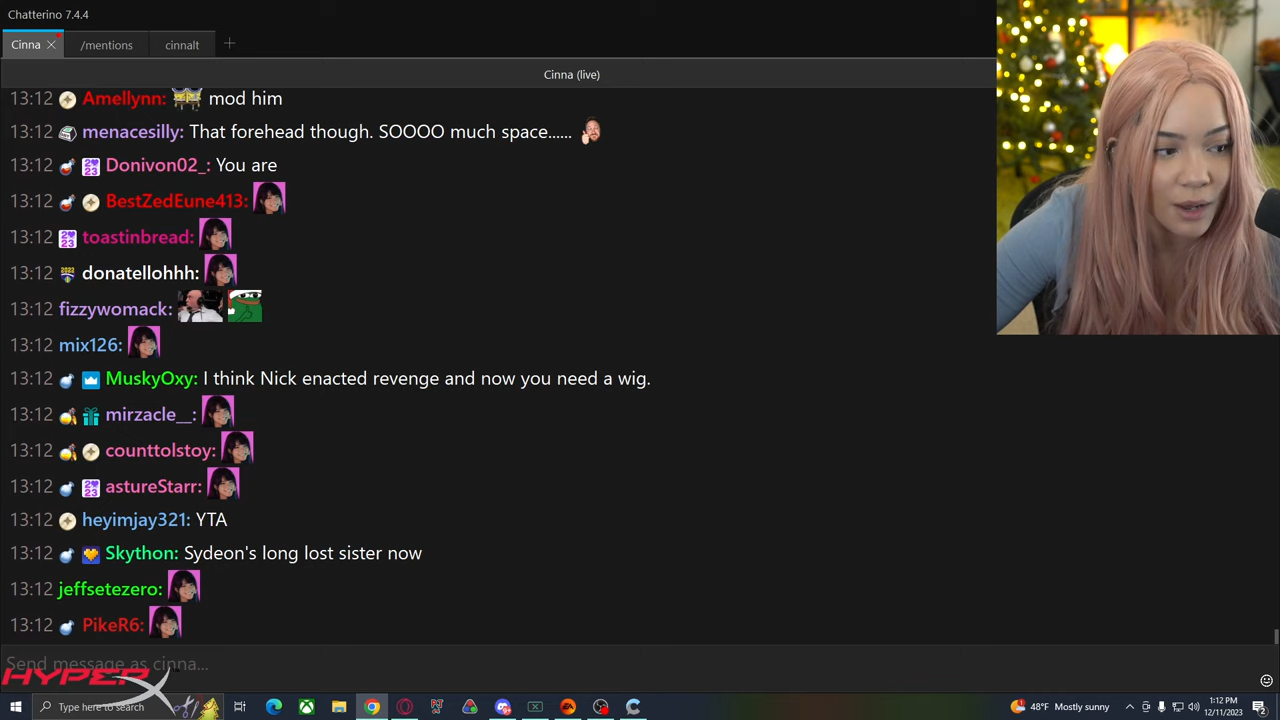 Chatterino 7.4.4
Cinna
/mentions
cinnalt
Cinna (live)
13:12 Amellynn: mod him
13:12 menacesilly: That forehead though. SOOOO much space......
13:12 Donivon02_: You are
13:12 BestZedEune413:
13:12 toastinbread:
13:12 donatellohhh:
13:12 fizzywomack:
13:12 mix126:
13:12 MuskyOxy: I think Nick enacted revenge and now you need a wig.
13:12 mirzacle__:
13:12 counttolstoy:
13:12 astureStarr:
13:12 heyimjay321: YTA
13:12 Skython: Sydeon's long lost sister now
13:12 jeffsetezero:
13:12 PikeR6:
Send message as cinna...
HYPERX
Type here to search
48°F Mostly sunny
1:12 PM
12/11/2023
2